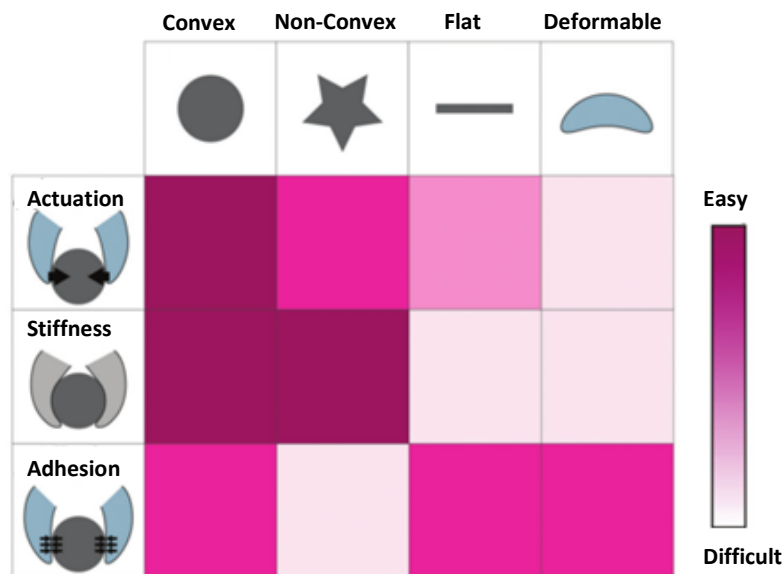 Convex Non-Convex Flat Deformable
Actuation
Easy
Stiffness
Adhesion
Difficult